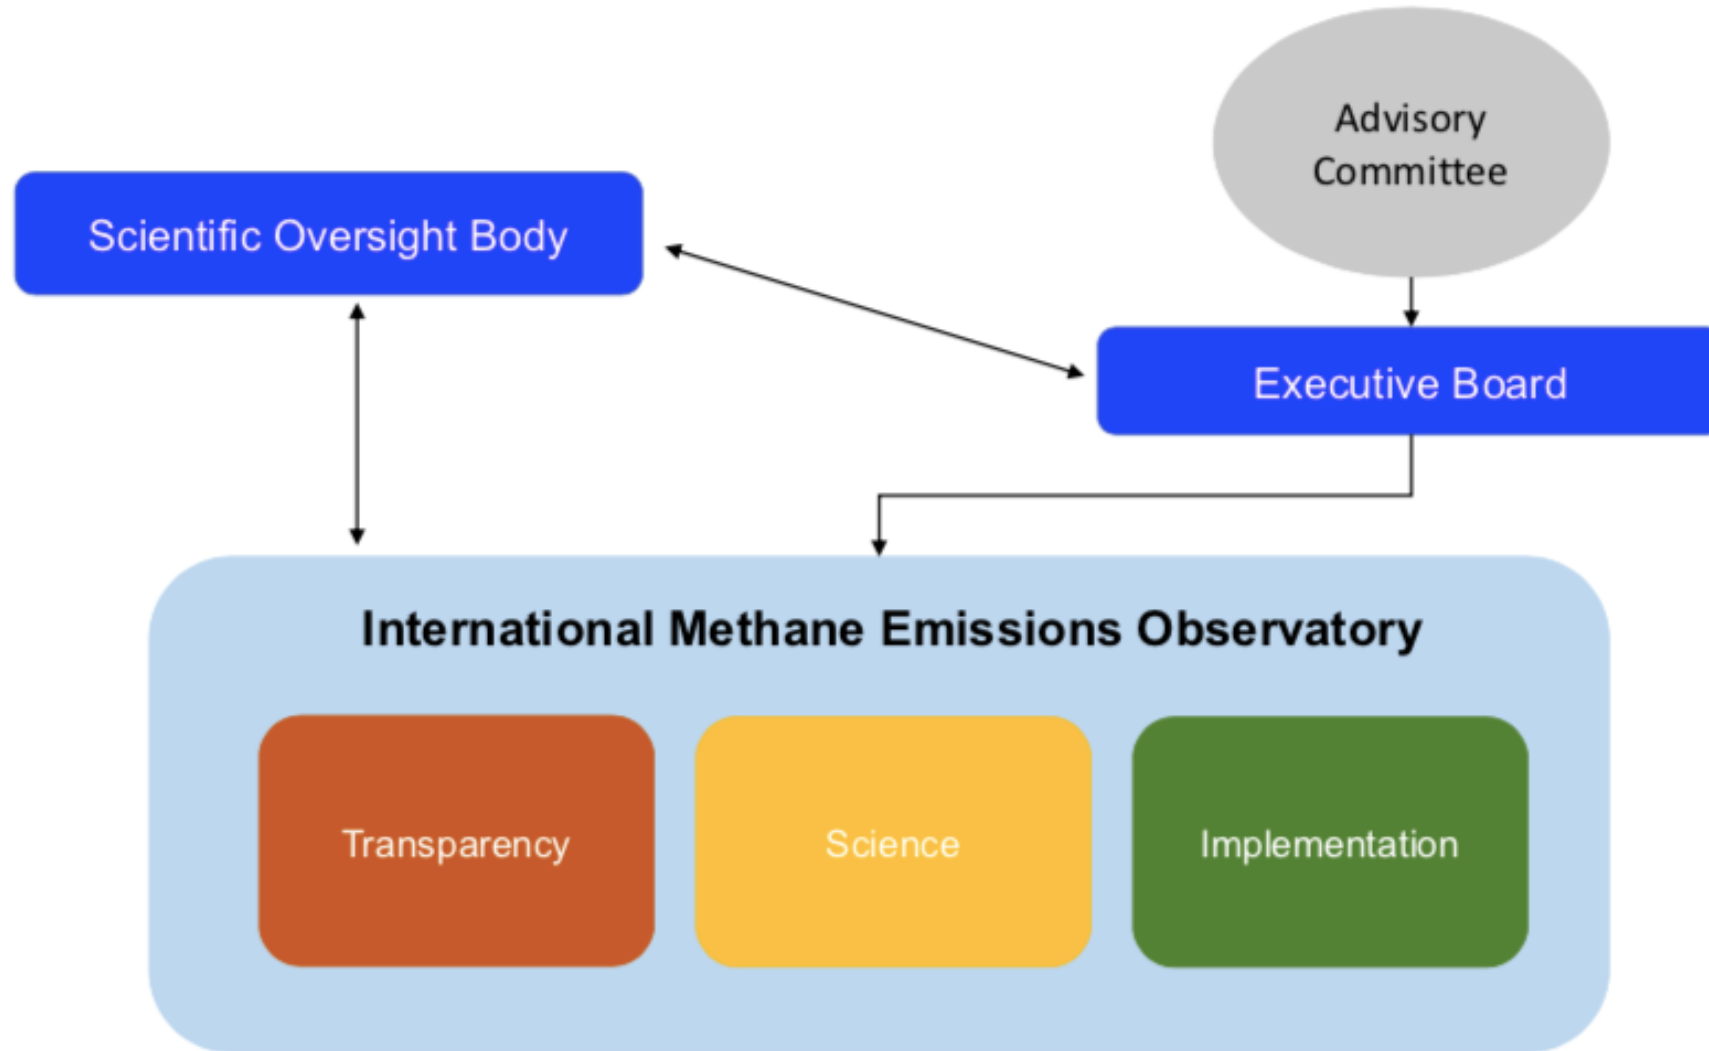 Advisory
Committee
Scientific Oversight Body
Executive Board
International Methane Emissions Observatory
Transparency
Science
Implementation